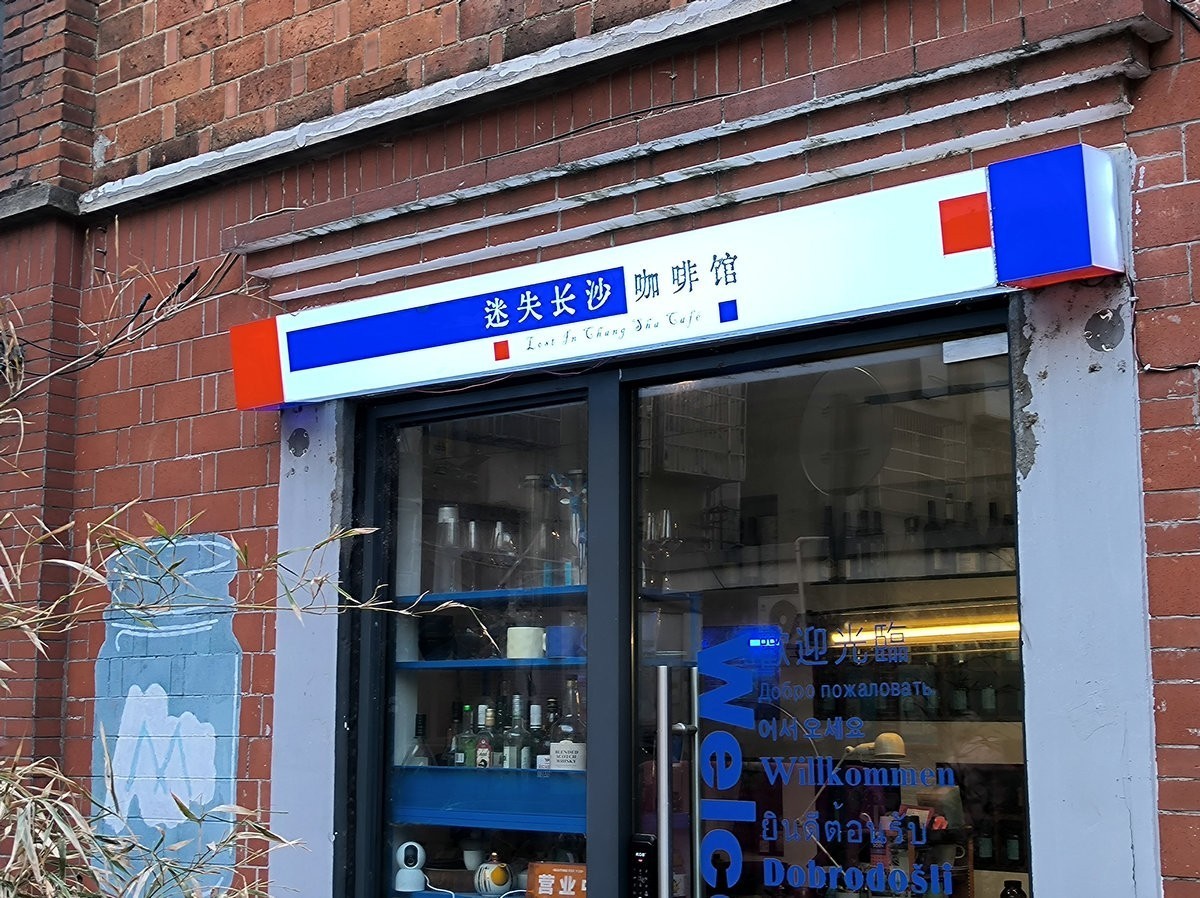 迷失长沙 咖啡馆
Lost In Chang Sha Cafe
Welco
歡迎光臨
Добро пожаловать
어서 오세요
Willkommen
ยินดีต้อนรับ
Dobrodošli
BLENDED
SCOTCH
WHISKY
营业中